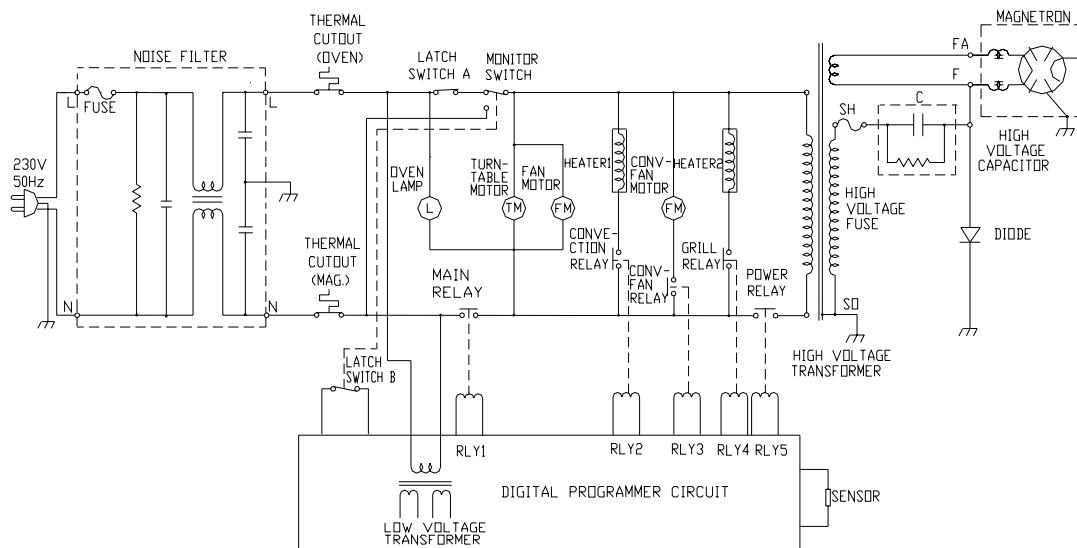 MAGNETRON
THERMAL
CUTOUT
(OVEN)
NOISE FILTER
LATCH
SWITCH A
MONITOR
SWITCH
FA
F
L
FUSE
L
C
SH
HIGH
VOLTAGE
CAPACITOR
230V
50Hz
OVEN
LAMP
L
TURN-
TABLE
MOTOR
TM
FAN
MOTOR
FM
HEATER1
CONV-
FAN
MOTOR
FM
HEATER2
HIGH
VOLTAGE
FUSE
DIODE
THERMAL
CUTOUT
(MAG.)
MAIN
RELAY
CONVE-
CTION
RELAY
CONV-
FAN
RELAY
GRILL
RELAY
POWER
RELAY
N
N
SO
HIGH VOLTAGE
TRANSFORMER
LATCH
SWITCH B
RLY1
RLY2
RLY3
RLY4
RLY5
DIGITAL PROGRAMMER CIRCUIT
SENSOR
LOW VOLTAGE
TRANSFORMER